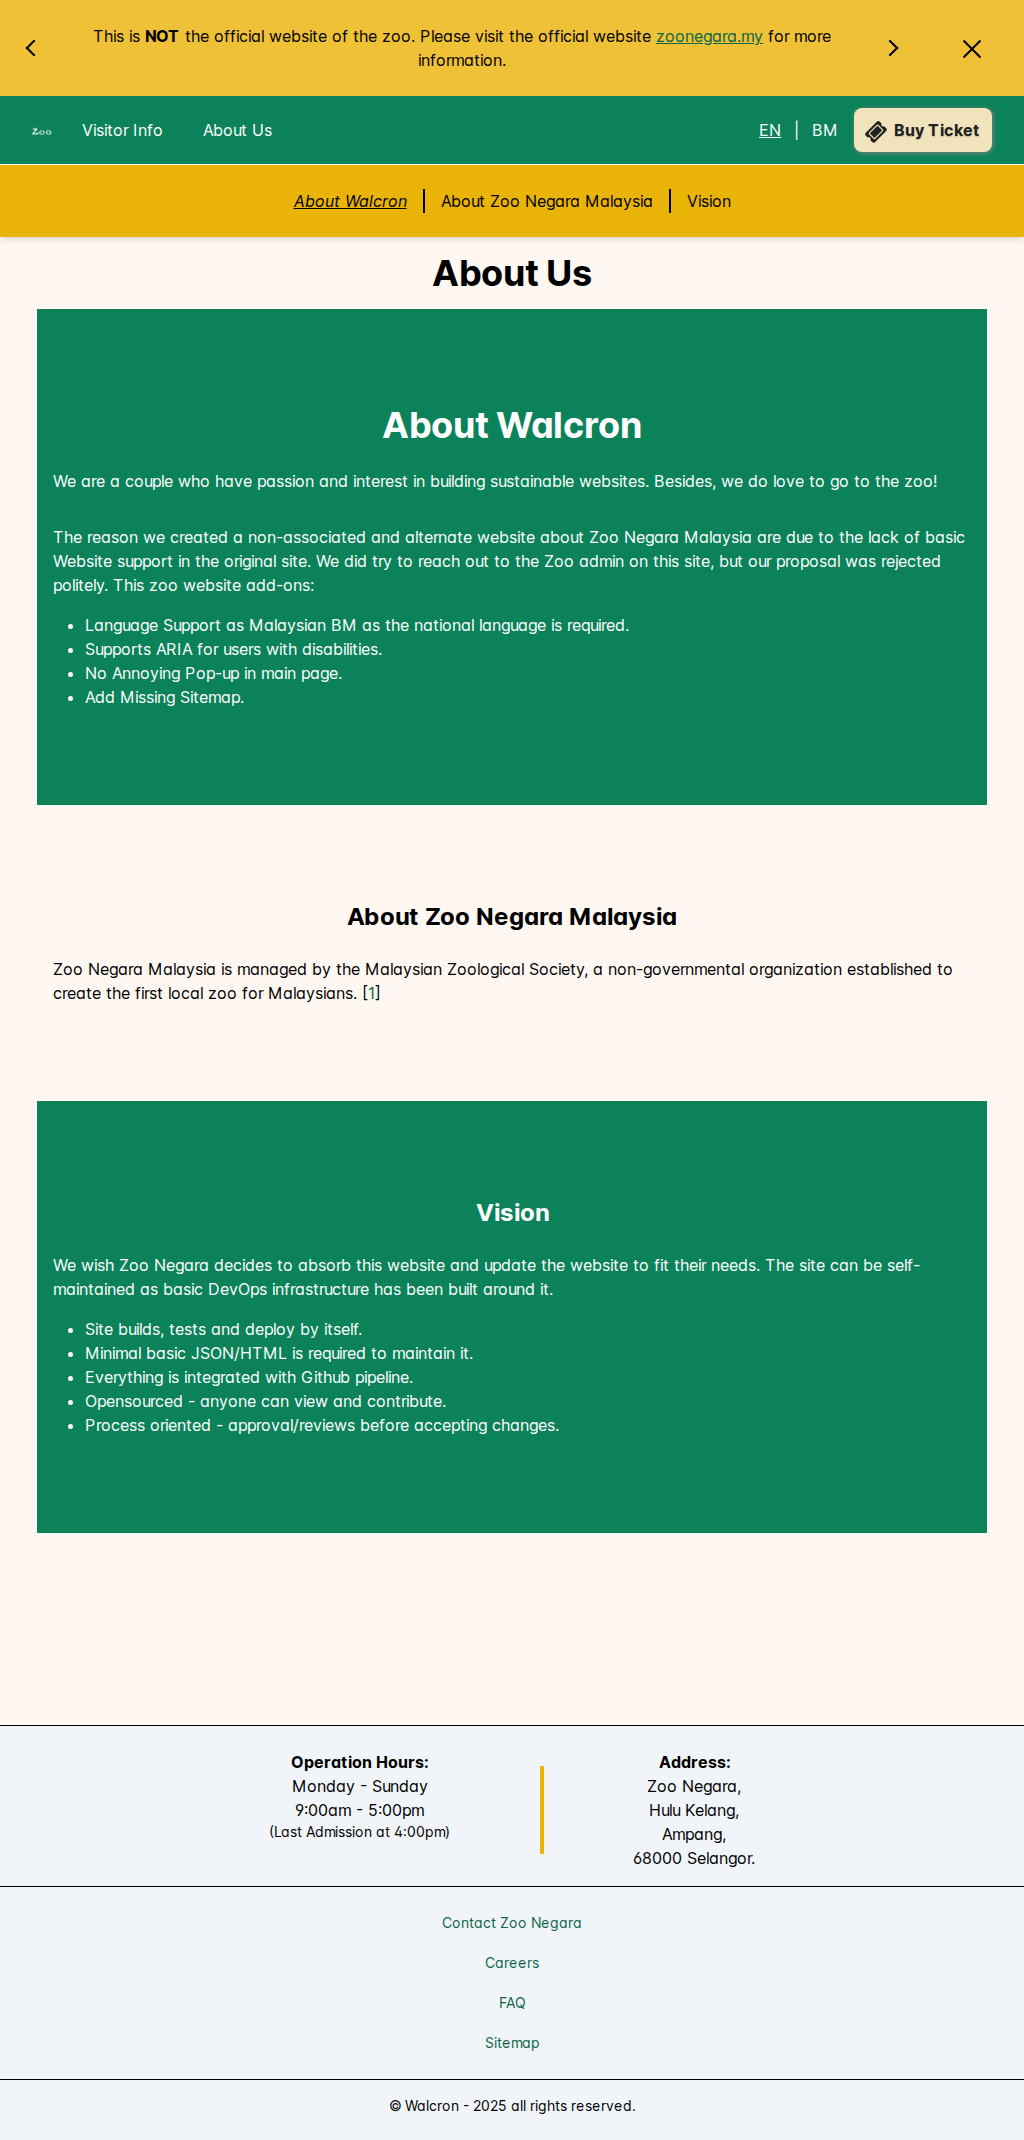 This is NOT the official website of the zoo. Please visit the official website zoonegara.my for more
information.
Zoo
Visitor Info
About Us
EN | BM
Buy Ticket
About Walcron
About Zoo Negara Malaysia
Vision
About Us
About Walcron
We are a couple who have passion and interest in building sustainable websites. Besides, we do love to go to the zoo!
The reason we created a non-associated and alternate website about Zoo Negara Malaysia are due to the lack of basic
Website support in the original site. We did try to reach out to the Zoo admin on this site, but our proposal was rejected
politely. This zoo website add-ons:
• Language Support as Malaysian BM as the national language is required.
• Supports ARIA for users with disabilities.
• No Annoying Pop-up in main page.
• Add Missing Sitemap.
About Zoo Negara Malaysia
Zoo Negara Malaysia is managed by the Malaysian Zoological Society, a non-governmental organization established to
create the first local zoo for Malaysians. [1]
Vision
We wish Zoo Negara decides to absorb this website and update the website to fit their needs. The site can be self-
maintained as basic DevOps infrastructure has been built around it.
• Site builds, tests and deploy by itself.
• Minimal basic JSON/HTML is required to maintain it.
• Everything is integrated with Github pipeline.
• Opensourced - anyone can view and contribute.
• Process oriented - approval/reviews before accepting changes.
Operation Hours:
Monday - Sunday
9:00am - 5:00pm
(Last Admission at 4:00pm)
Address:
Zoo Negara,
Hulu Kelang,
Ampang,
68000 Selangor.
Contact Zoo Negara
Careers
FAQ
Sitemap
© Walcron - 2025 all rights reserved.